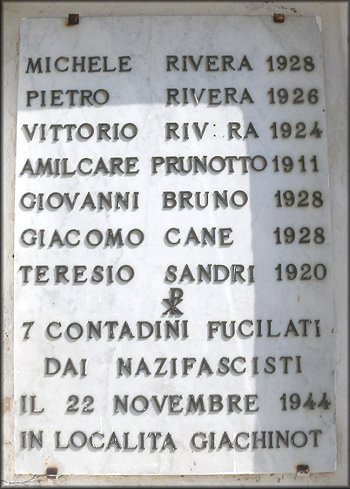 MICHELE RIVERA 1928
PIETRO RIVERA 1926
VITTORIO RIV RA 1924
AMILCARE PRUNOTTO 1911
GIOVANNI BRUNO 1928
GIACOMO CANE 1928
TERESIO SANDRI 1920
☧
7 CONTADINI FUCILATI
DAI NAZIFASCISTI
IL 22 NOVEMBRE 1944
IN LOCALITA GIACHINOT